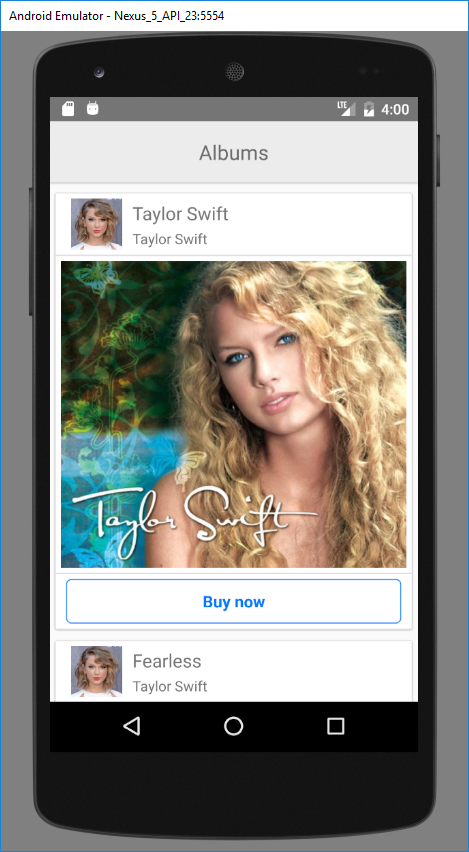 Android Emulator - Nexus_5_API_23:5554
LTE 4:00
Albums
Taylor Swift
Taylor Swift
Taylor Swift
Buy now
Fearless
Taylor Swift